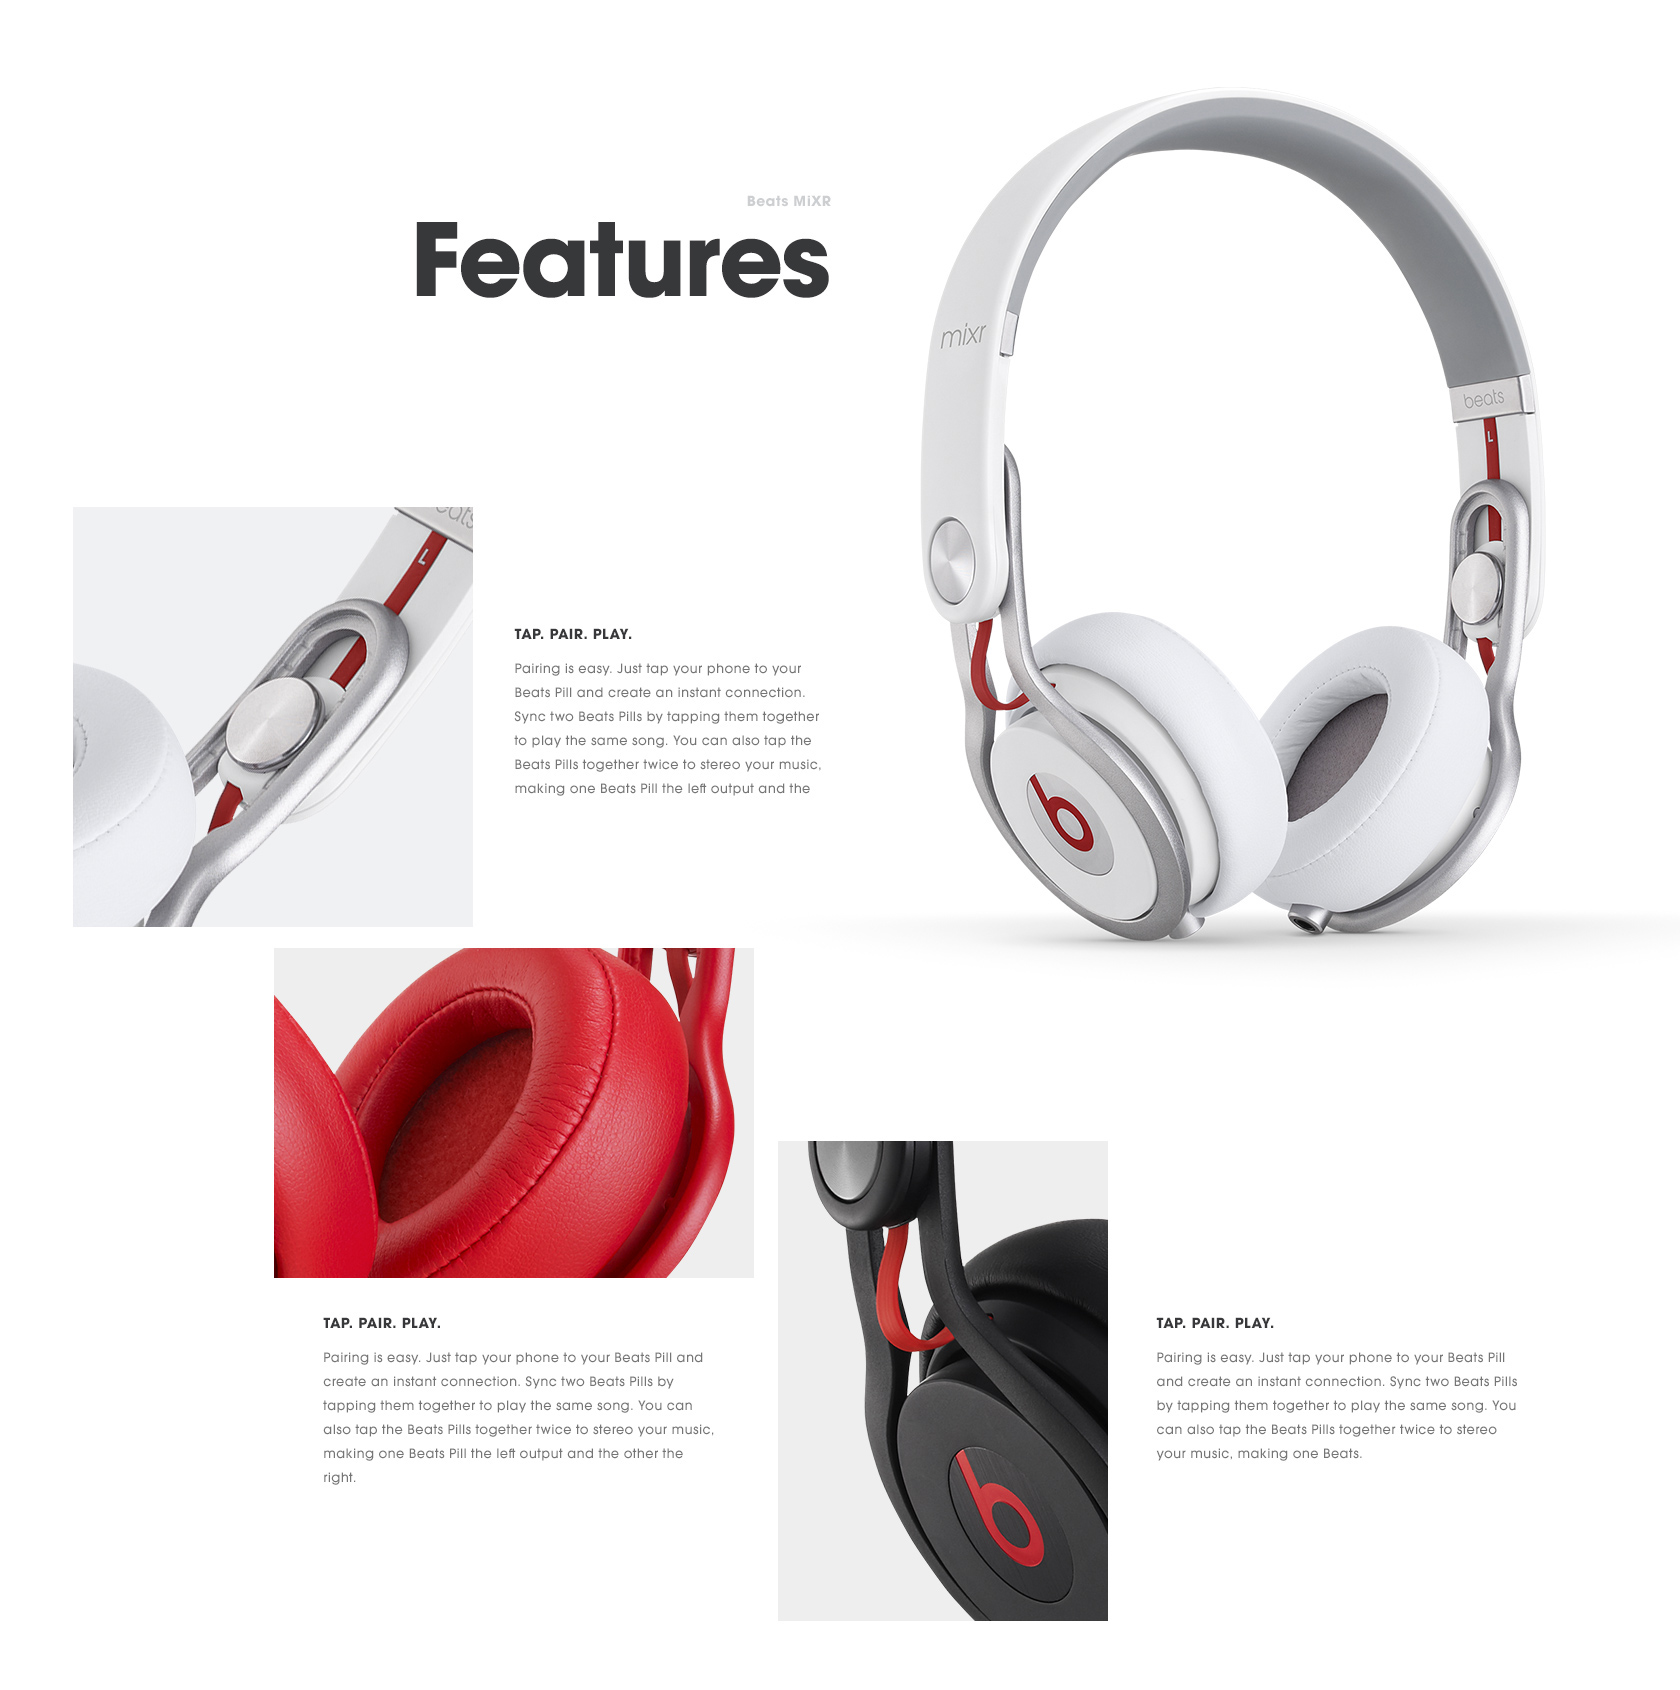 Beats MiXR
Features
mixr
beats
L
eats
L
TAP. PAIR. PLAY.
Pairing is easy. Just tap your phone to your
Beats Pill and create an instant connection.
Sync two Beats Pills by tapping them together
to play the same song. You can also tap the
Beats Pills together twice to stereo your music,
making one Beats Pill the left output and the
b
TAP. PAIR. PLAY.
Pairing is easy. Just tap your phone to your Beats Pill and
create an instant connection. Sync two Beats Pills by
tapping them together to play the same song. You can
also tap the Beats Pills together twice to stereo your music,
making one Beats Pill the left output and the other the
right.
b
TAP. PAIR. PLAY.
Pairing is easy. Just tap your phone to your Beats Pill
and create an instant connection. Sync two Beats Pills
by tapping them together to play the same song. You
can also tap the Beats Pills together twice to stereo
your music, making one Beats.